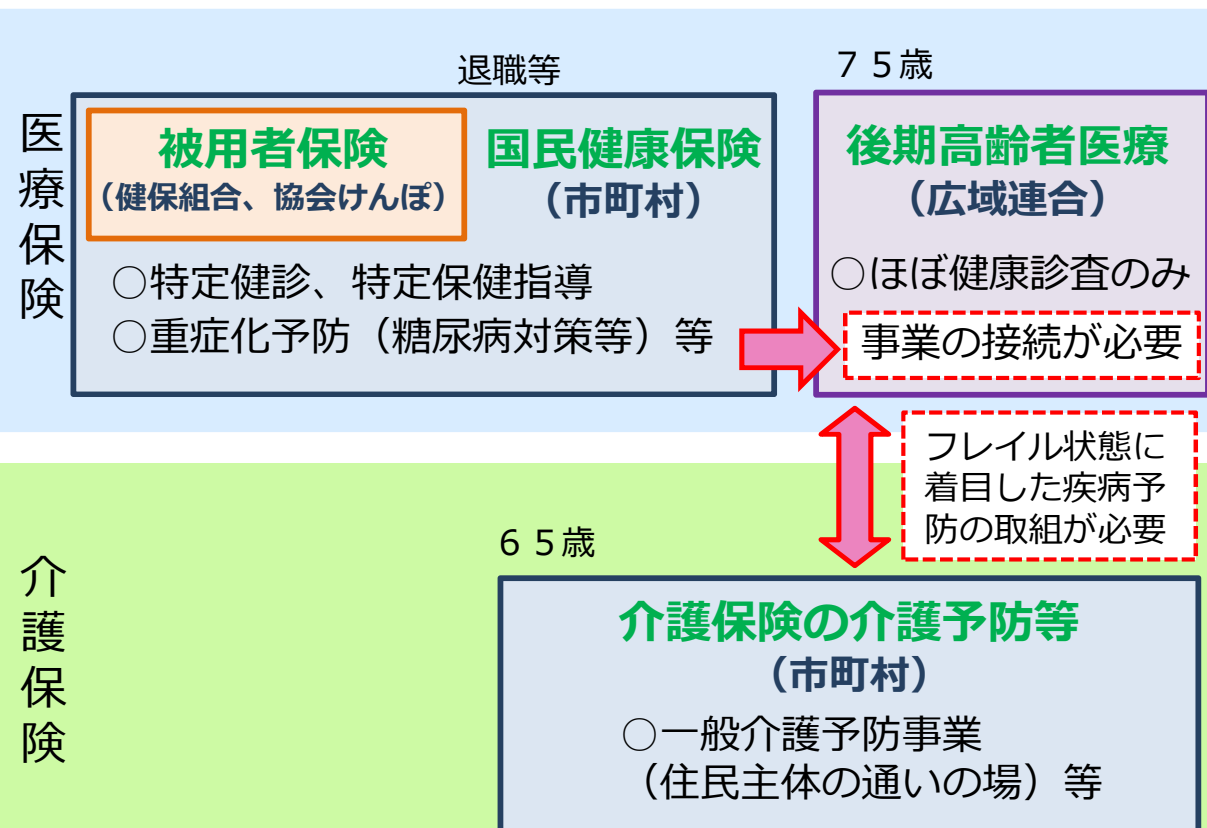 医療保険
退職等
７５歳
被用者保険
（健保組合、協会けんぽ）
国民健康保険
（市町村）
○特定健診、特定保健指導
○重症化予防（糖尿病対策等）等
後期高齢者医療
（広域連合）
○ほぼ健康診査のみ
事業の接続が必要
フレイル状態に
着目した疾病予
防の取組が必要
介護保険
６５歳
介護保険の介護予防等
（市町村）
○一般介護予防事業
（住民主体の通いの場）等